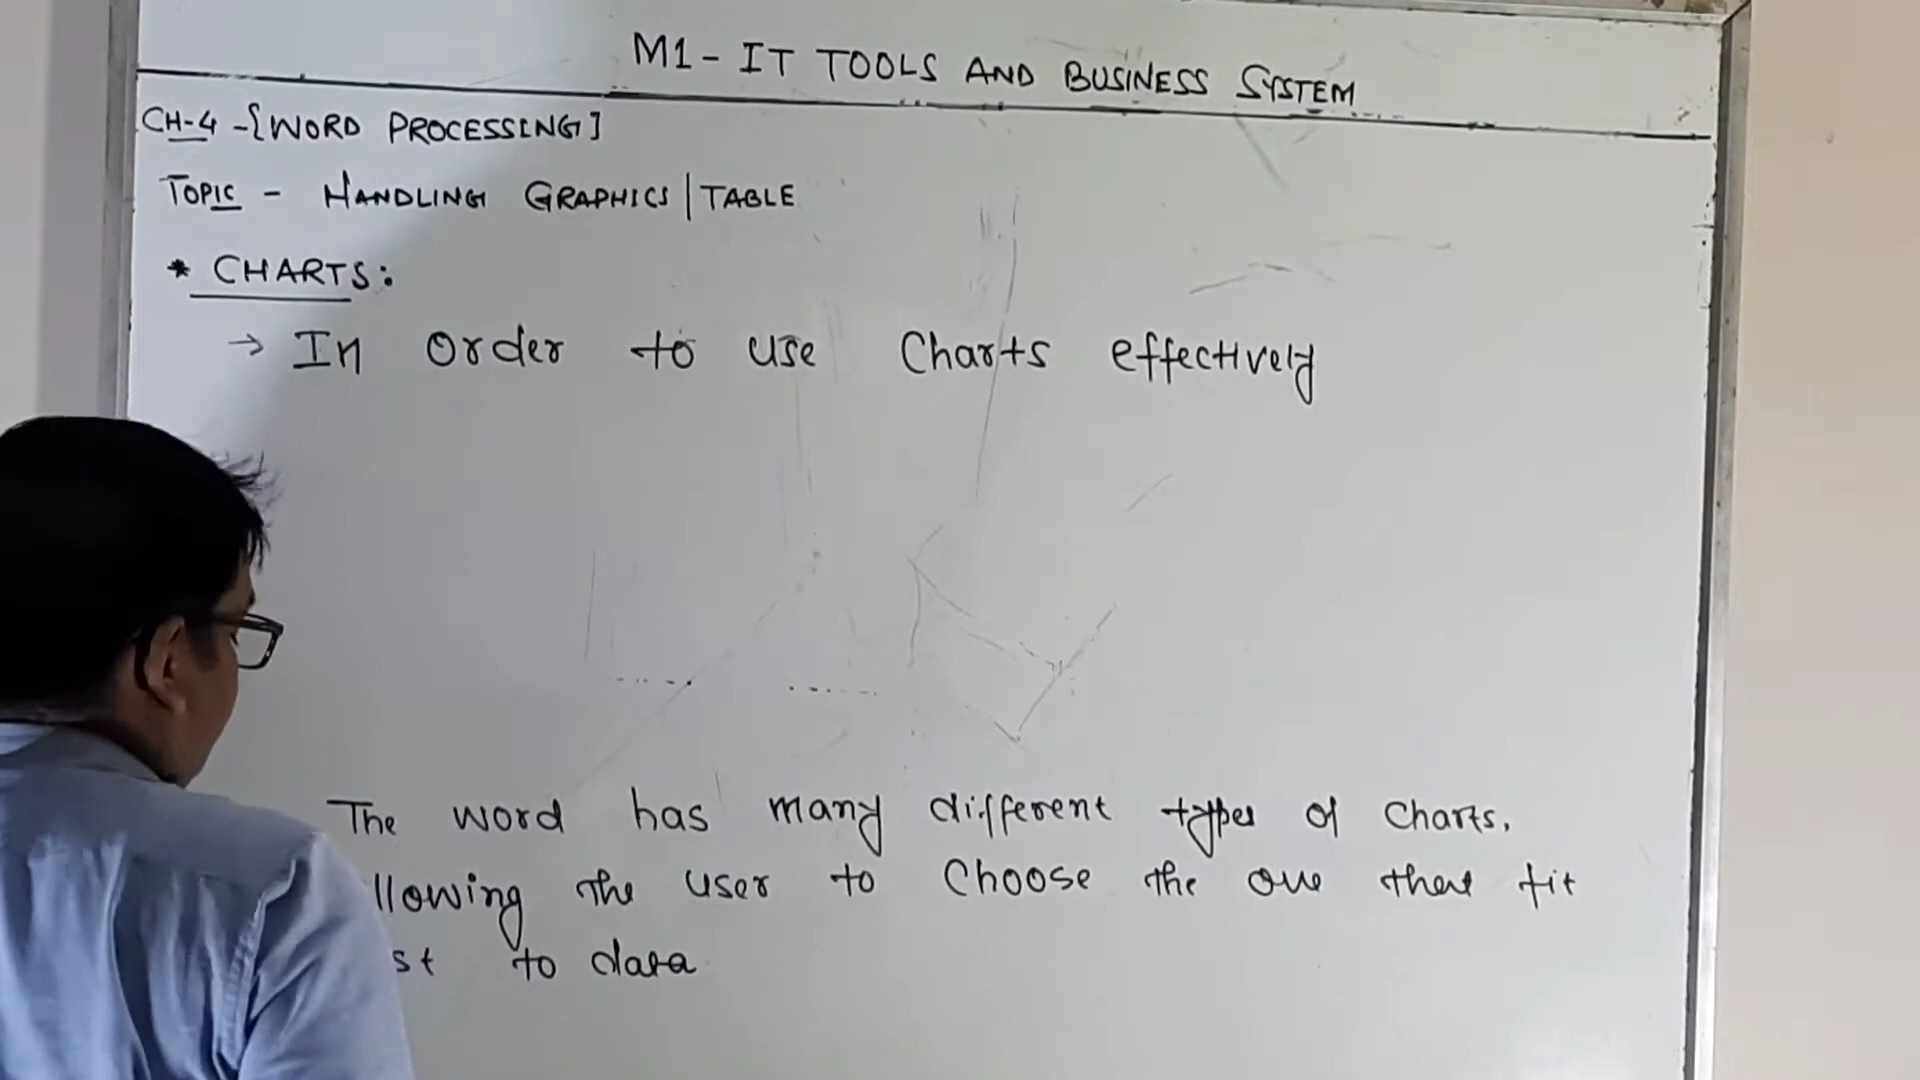 M1 - IT TOOLS AND BUSINESS SYSTEM
CH-4 -[WORD PROCESSING]
TOPIC - HANDLING GRAPHICS | TABLE
* CHARTS:
→ In order to use Charts effectively
The word has many different types of Charts.
llowing the user to Choose the one that fit
st to data